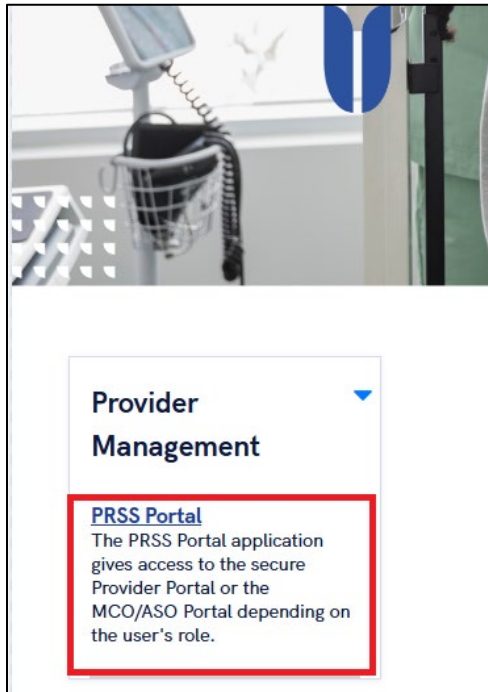 Provider
Management
PRSS Portal
The PRSS Portal application
gives access to the secure
Provider Portal or the
MCO/ASO Portal depending on
the user's role.